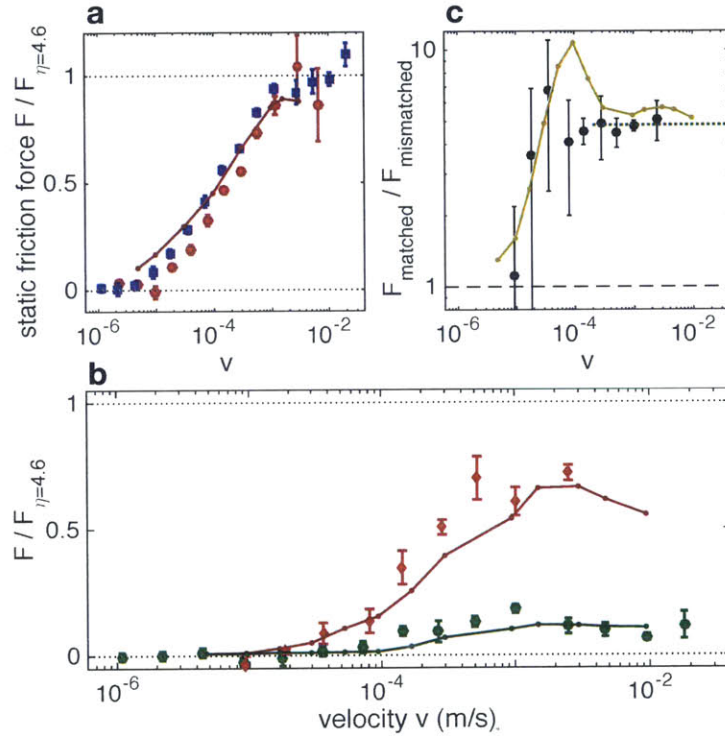 a
static friction force F / F η=4.6
1
0.5
0
10⁻⁶
10⁻⁴
10⁻²
v
c
F matched / F mismatched
10
1
10⁻⁶
10⁻⁴
10⁻²
v
b
F / F η=4.6
1
0.5
0
10⁻⁶
10⁻⁴
10⁻²
velocity v (m/s)